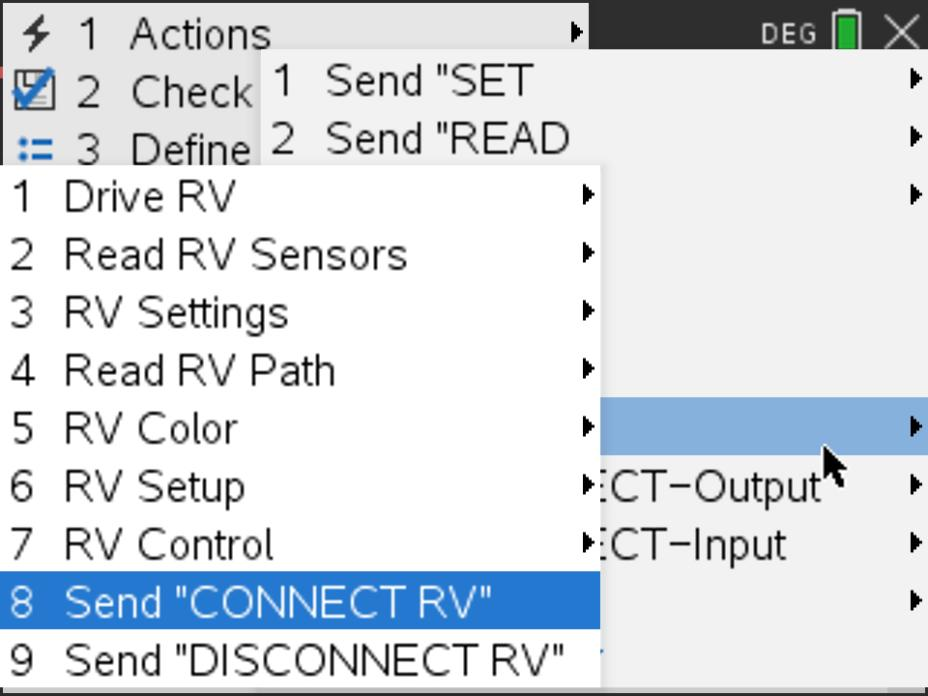 1 Actions
DEG
2 Check
3 Define
1 Send "SET
2 Send "READ
1 Drive RV
2 Read RV Sensors
3 RV Settings
4 Read RV Path
5 RV Color
6 RV Setup
7 RV Control
8 Send "CONNECT RV"
9 Send "DISCONNECT RV"
ECT-Output
ECT-Input